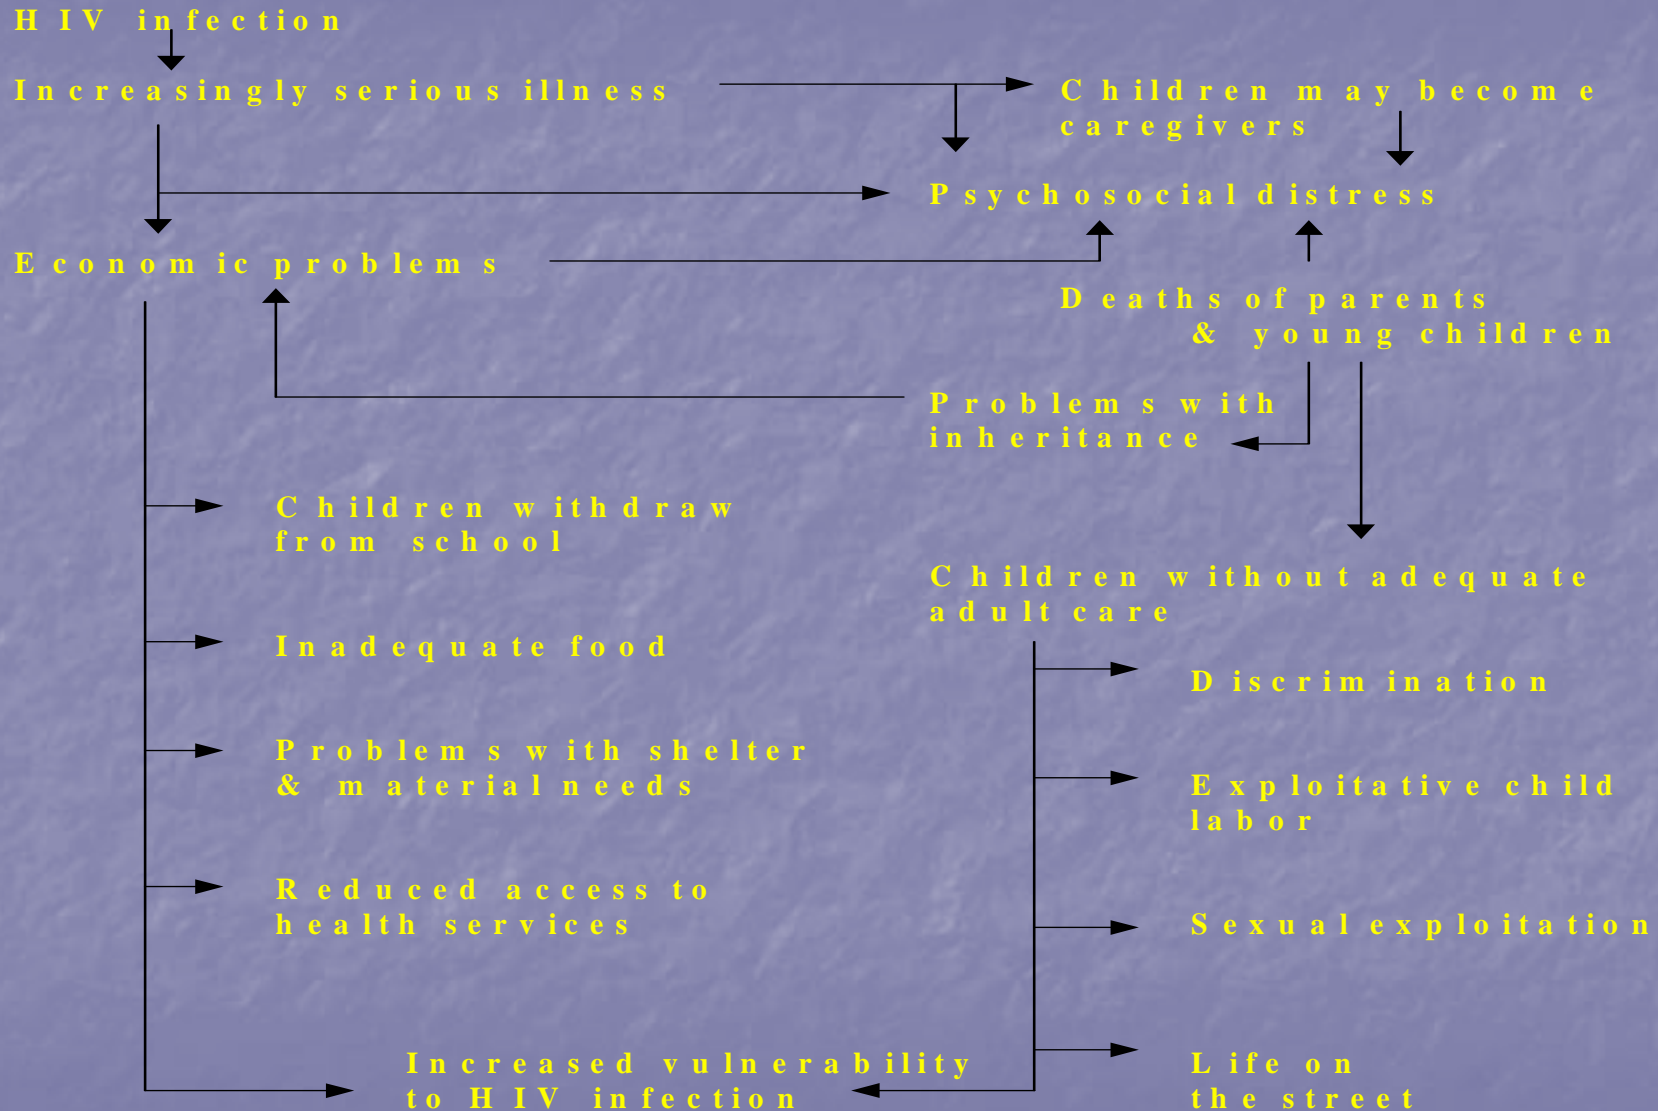 HIV infection
Increasingly serious illness
Children may become
caregivers
Psychosocial distress
Economic problems
Deaths of parents
& young children
Problems with
inheritance
Children withdraw
from school
Children without adequate
adult care
Inadequate food
Discrimination
Problems with shelter
& material needs
Exploitative child
labor
Reduced access to
health services
Sexual exploitation
Increased vulnerability
to HIV infection
Life on
the street